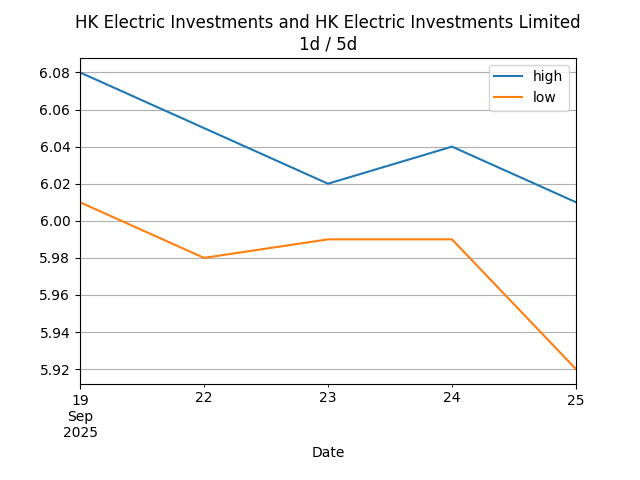 HK Electric Investments and HK Electric Investments Limited
1d / 5d
high
low
6.08
6.06
6.04
6.02
6.00
5.98
5.96
5.94
5.92
19 22 23 24 25
Sep
2025
Date